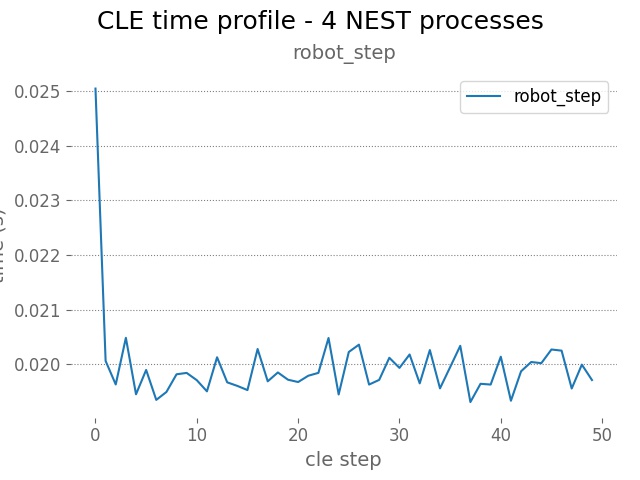 CLE time profile - 4 NEST processes
robot_step
robot_step
0.025
0.024
0.023
0.022
0.021
0.020
time (s)
0 10 20 30 40 50
cle step